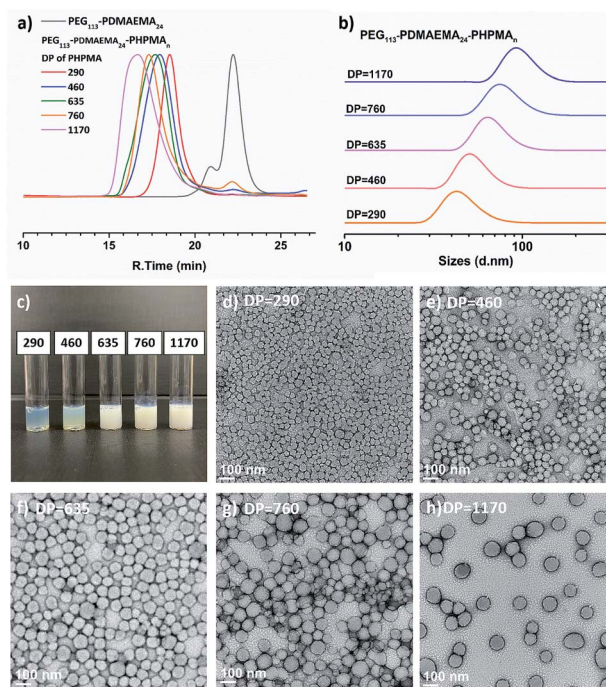 a)
PEG113-PDMAEMA24
PEG113-PDMAEMA24-PHPMAn
DP of PHPMA
290
460
635
760
1170
10 15 20 25
R.Time (min)
b)
PEG113-PDMAEMA24-PHPMAn
DP=1170
DP=760
DP=635
DP=460
DP=290
10 100
Sizes (d.nm)
c)
290 460 635 760 1170
d) DP=290
100 nm
e) DP=460
100 nm
f) DP=635
100 nm
g) DP=760
100 nm
h)DP=1170
100 nm